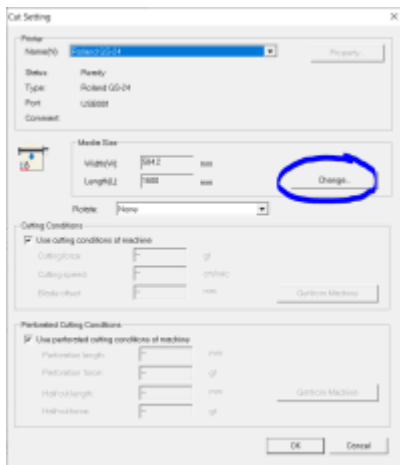 Cut Setting
Printer
Name(N): Roland GS-24
Property...
Status: Ready
Type: Roland GS-24
Port: USB001
Comment:
Media Size
Width(W): 584.2 mm
Length(L): 1600 mm
Change...
Rotate: None
Cutting Conditions
Use cutting conditions of machine
Cutting force: gf
Cutting speed: cm/sec
Blade offset: mm
Get from Machine
Perforated Cutting Conditions
Use perforated cutting conditions of machine
Perforation length: mm
Perforation force: gf
Half cut length: mm
Get from Machine
Half cut force: gf
OK Cancel